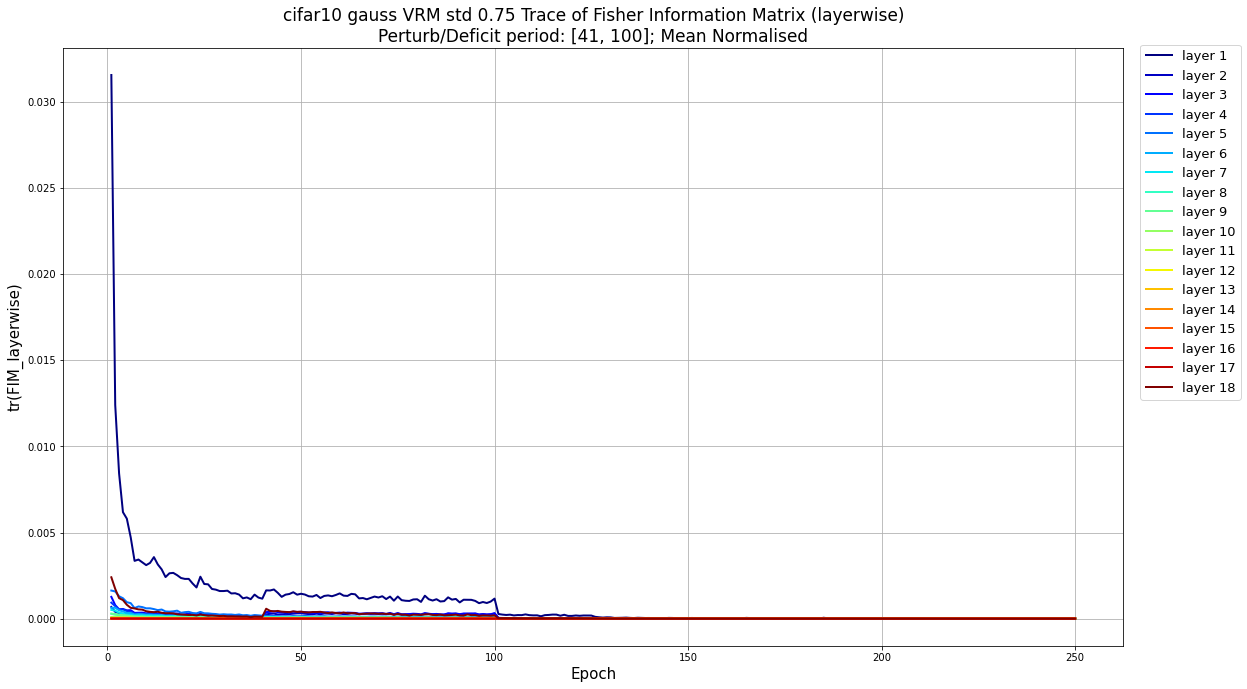 cifar10 gauss VRM std 0.75 Trace of Fisher Information Matrix (layerwise)
Perturb/Deficit period: [41, 100]; Mean Normalised
layer 1
layer 2
layer 3
layer 4
layer 5
layer 6
layer 7
layer 8
layer 9
layer 10
layer 11
layer 12
layer 13
layer 14
layer 15
layer 16
layer 17
layer 18
tr(FIM_layerwise)
0.030
0.025
0.020
0.015
0.010
0.005
0.000
0
50
100
150
200
250
Epoch